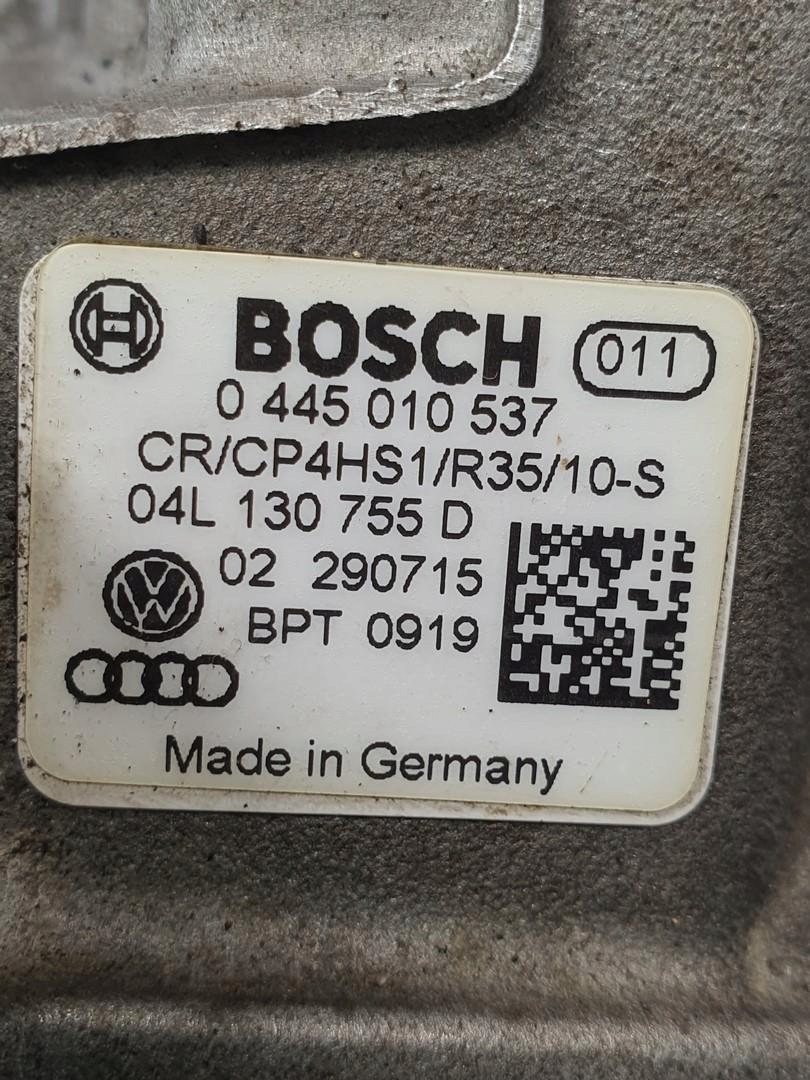 BOSCH 011
0 445 010 537
CR/CP4HS1/R35/10-S
04L 130 755 D
02 290715
BPT 0919
Made in Germany